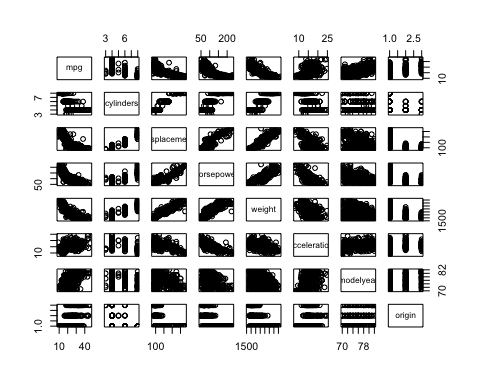 3 6 50 200 10 25 1.0 2.5
mpg
10
7
3
cylinders
splaceme
100
50
orsepowe
weight
1500
10
cceleratio
nodelyea
82
70
1.0
origin
10 40 100 1500 70 78